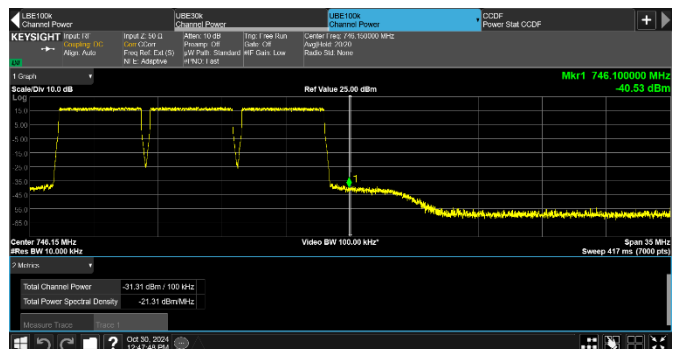 LBE100k
Channel Power
UBE30k
Channel Power
UBE100k
Channel Power
CCDF
Power Stat CCDF
KEYSIGHT
Input: RF
Coupling: DC
Align: Auto
Input Z: 50 Ω
Corr CCorr
Freq Ref: Ext (S)
NFE: Adaptive
Atten: 10 dB
Preamp: Off
µW Path: Standard
#PNO: Fast
Trig: Free Run
Gate: Off
#IF Gain: Low
Center Freq: 746.150000 MHz
Avg|Hold: 20/20
Radio Std: None
1 Graph
Scale/Div 10.0 dB
Ref Value 25.00 dBm
Mkr1 746.100000 MHz
-40.53 dBm
Log
15.0
5.00
-5.00
-15.0
-25.0
-35.0
-45.0
-55.0
-65.0
1
Center 746.15 MHz
#Res BW 10.000 kHz
Video BW 100.00 kHz*
Span 35 MHz
Sweep 417 ms (7000 pts)
2 Metrics
Total Channel Power
-31.31 dBm / 100 kHz
Total Power Spectral Density
-21.31 dBm/MHz
Measure Trace
Trace 1
Oct 30, 2024
12:47:48 PM